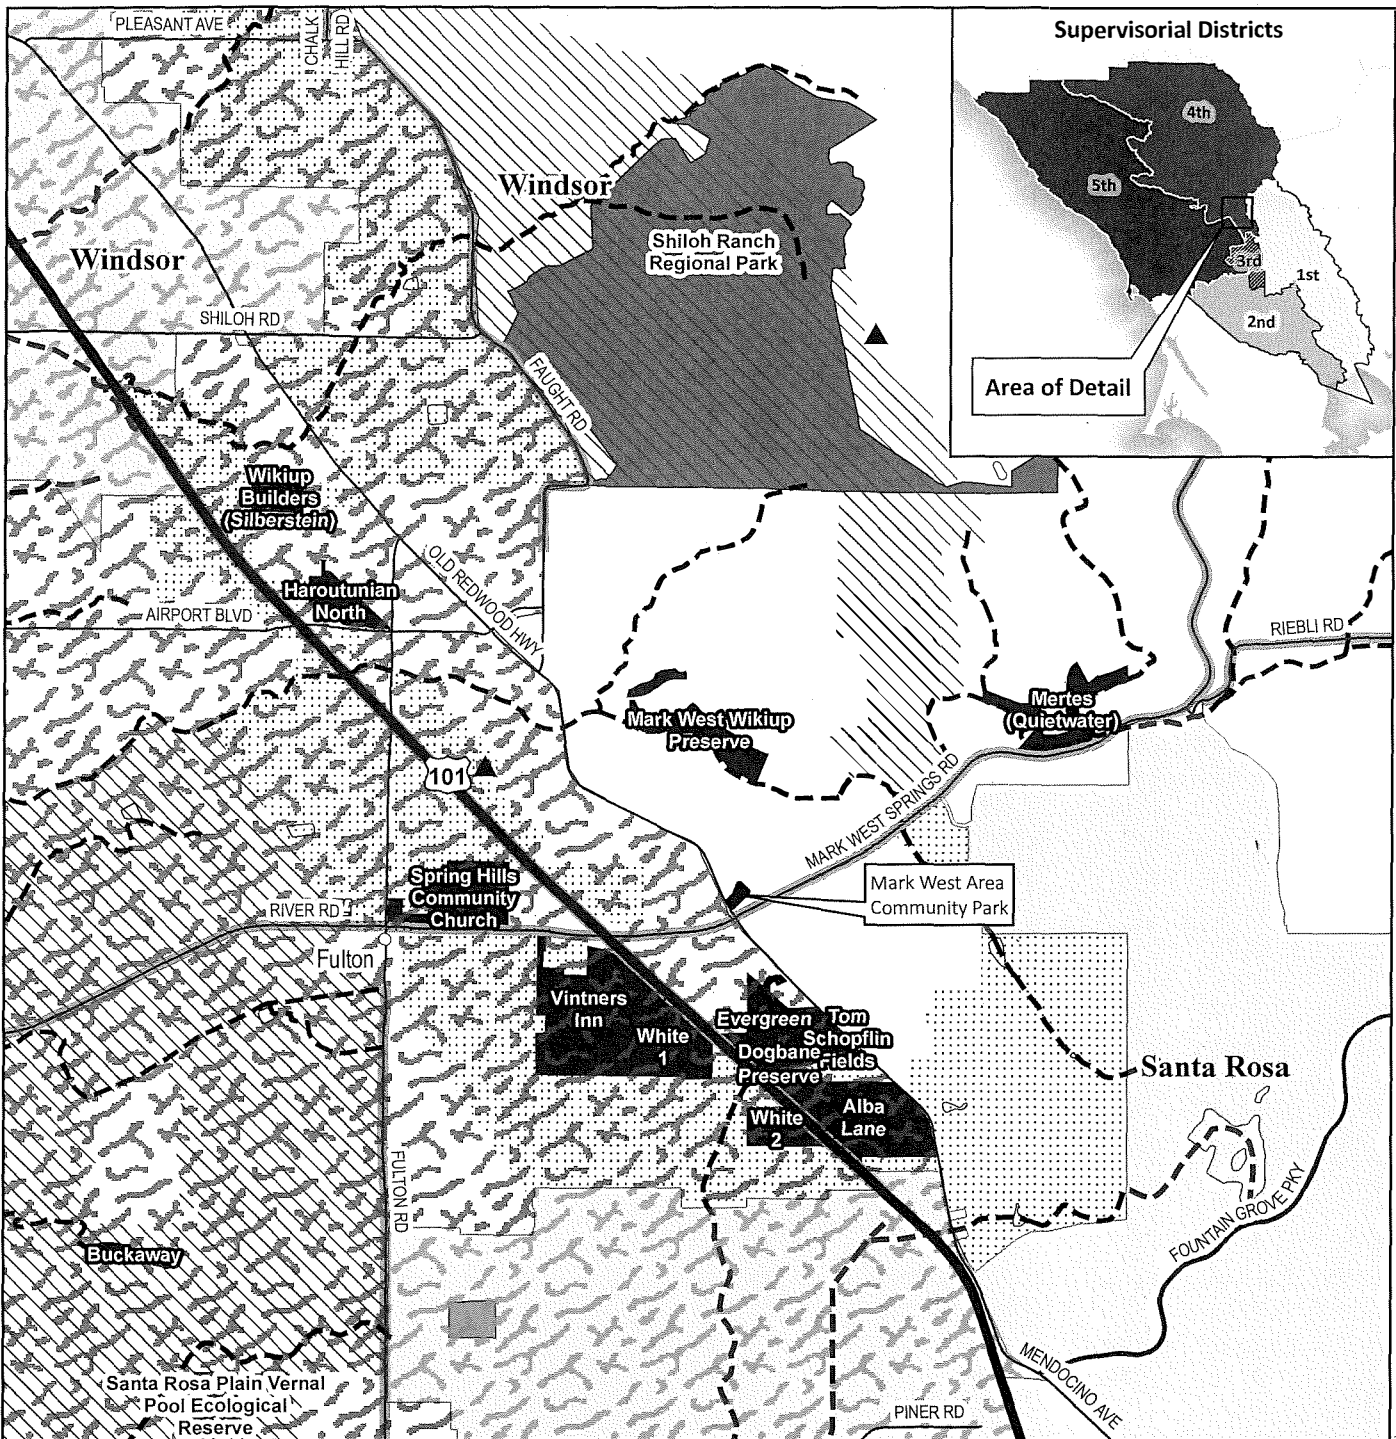 PLEASANT AVE
CHALK
HILL RD
Supervisorial Districts
4th
5th
3rd
1st
2nd
Area of Detail
Windsor
Shiloh Ranch
Regional Park
Windsor
SHILOH RD
FAUGHT RD
Wikiup
Builders
(Silberstein)
OLD REDWOOD HWY
Haroutunian
North
AIRPORT BLVD
RIEBLI RD
Mertes
(Quietwater)
Mark West Wikiup
Preserve
101
MARK WEST SPRINGS RD
Spring Hills
Community
Church
Mark West Area
Community Park
RIVER RD
Fulton
Vintners
Inn
White
1
Evergreen
Tom
Schopflin
Fields
Dogbane
Preserve
Santa Rosa
White
2
Alba
Lane
FULTON RD
FOUNTAIN GROVE PKY
Buckaway
MENDOCINO AVE
Santa Rosa Plain Vernal
Pool Ecological
Reserve
PINER RD